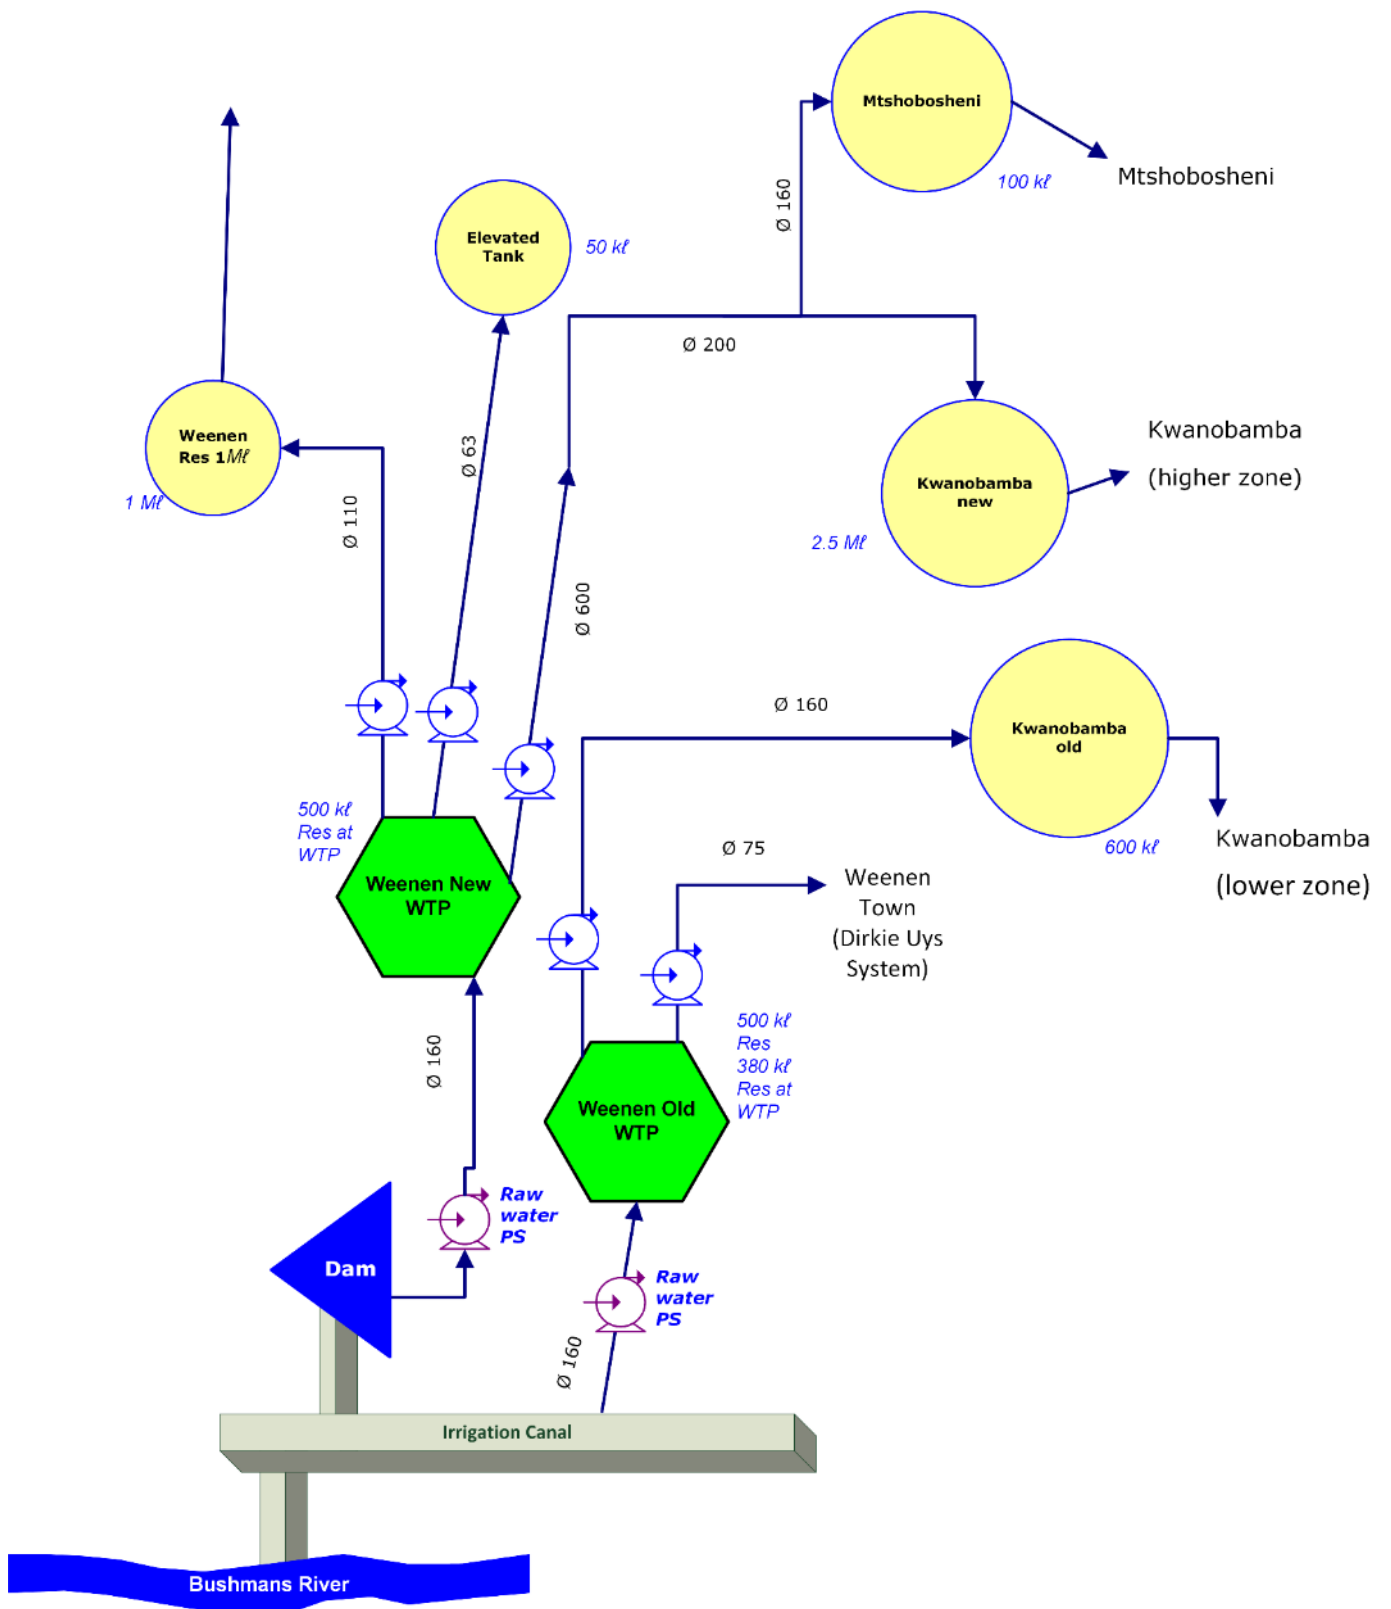 Mtshobosheni
100 kℓ
Mtshobosheni
Ø 160
Elevated
Tank
50 kℓ
Ø 200
Weenen
Res 1Mℓ
1 Mℓ
Ø 110
Ø 63
Kwanobamba
new
2.5 Mℓ
Kwanobamba
(higher zone)
Ø 600
Ø 160
Kwanobamba
old
600 kℓ
Kwanobamba
(lower zone)
500 kℓ
Res at
WTP
Weenen New
WTP
Ø 75
Weenen
Town
(Dirkie Uys
System)
Ø 160
500 kℓ
Res
380 kℓ
Res at
WTP
Weenen Old
WTP
Raw
water
PS
Dam
Raw
water
PS
Ø 160
Irrigation Canal
Bushmans River